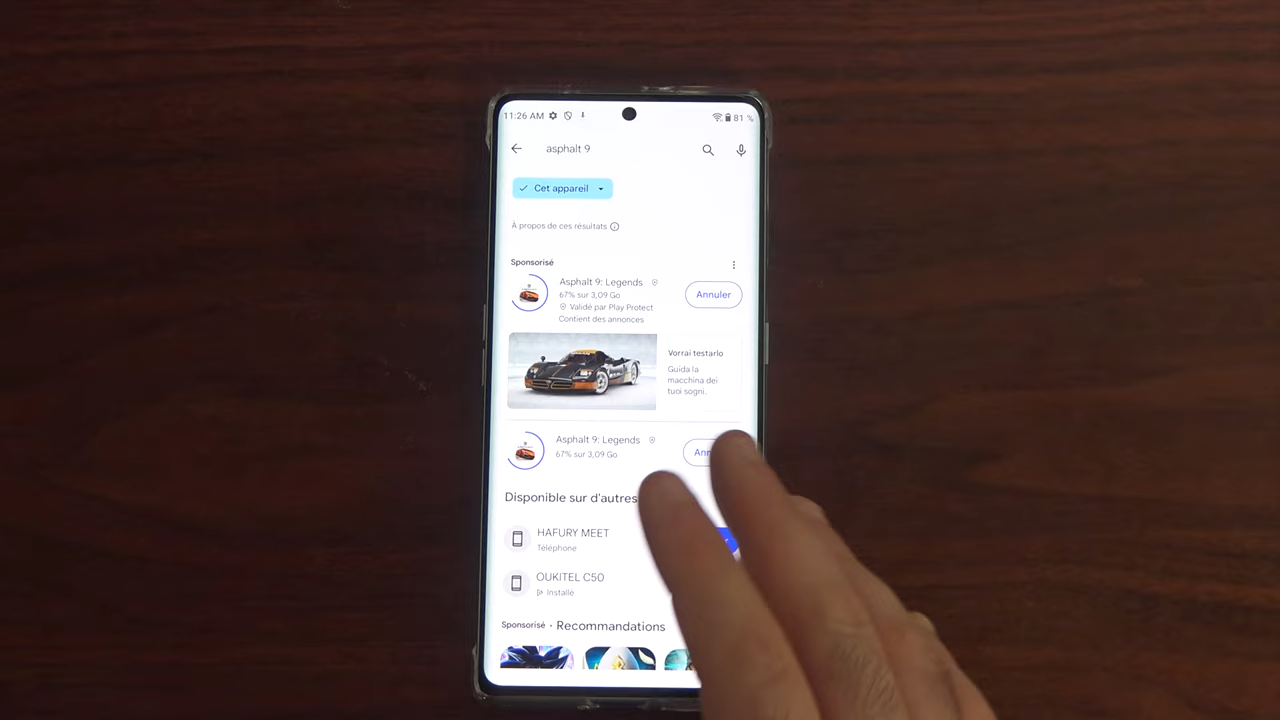 11:26 AM 81 %
asphalt 9
Cet appareil
À propos de ces résultats
Sponsorisé
Asphalt 9: Legends
67% sur 3,09 Go
Validé par Play Protect
Contient des annonces
Annuler
Vorrai testarlo
Guida la
macchina dei
tuoi sogni.
Asphalt 9: Legends
67% sur 3,09 Go
Disponible sur d'autres
HAFURY MEET
Téléphone
OUKITEL C50
Installé
Sponsorisé · Recommandations